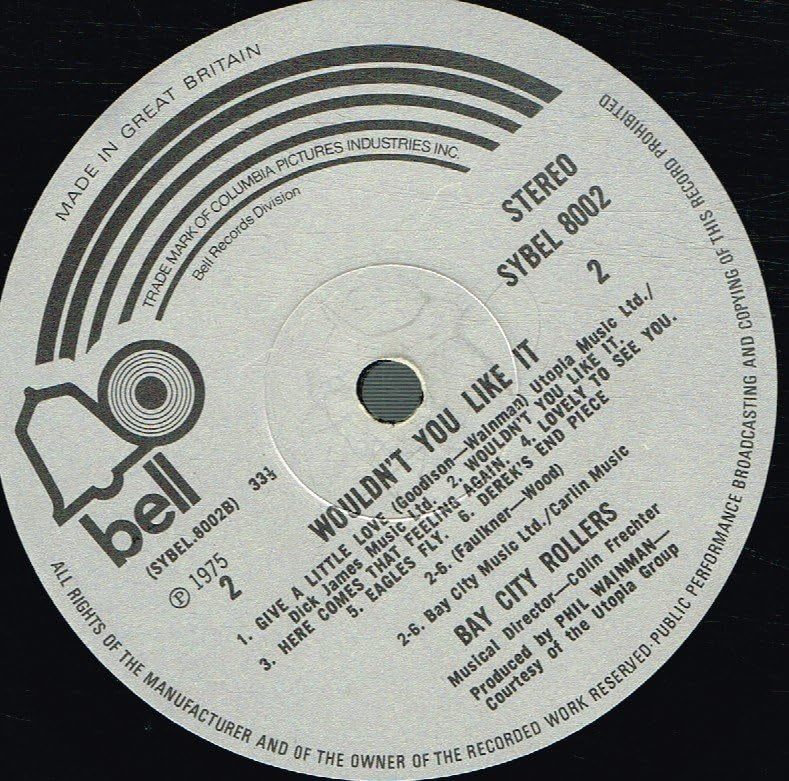 MADE IN GREAT BRITAIN
TRADE MARK OF COLUMBIA PICTURES INDUSTRIES INC.
Bell Records Division
STEREO
SYBEL 8002
2
bell
(SYBEL.8002B) 33⅓
℗ 1975
2
WOULDN'T YOU LIKE IT
1. GIVE A LITTLE LOVE (Goodison—Wainman) Utopia Music Ltd./
Dick James Music Ltd. 2. WOULDN'T YOU LIKE IT.
3. HERE COMES THAT FEELING AGAIN. 4. LOVELY TO SEE YOU.
5. EAGLES FLY. 6. DEREK'S END PIECE
2-6. (Faulkner—Wood)
2-6. Bay City Music Ltd./Carlin Music
BAY CITY ROLLERS
Musical Director—Colin Frechter
Produced by PHIL WAINMAN—
Courtesy of the Utopia Group
ALL RIGHTS OF THE MANUFACTURER AND OF THE OWNER OF THE RECORDED WORK RESERVED·PUBLIC PERFORMANCE BROADCASTING AND COPYING OF THIS RECORD PROHIBITED